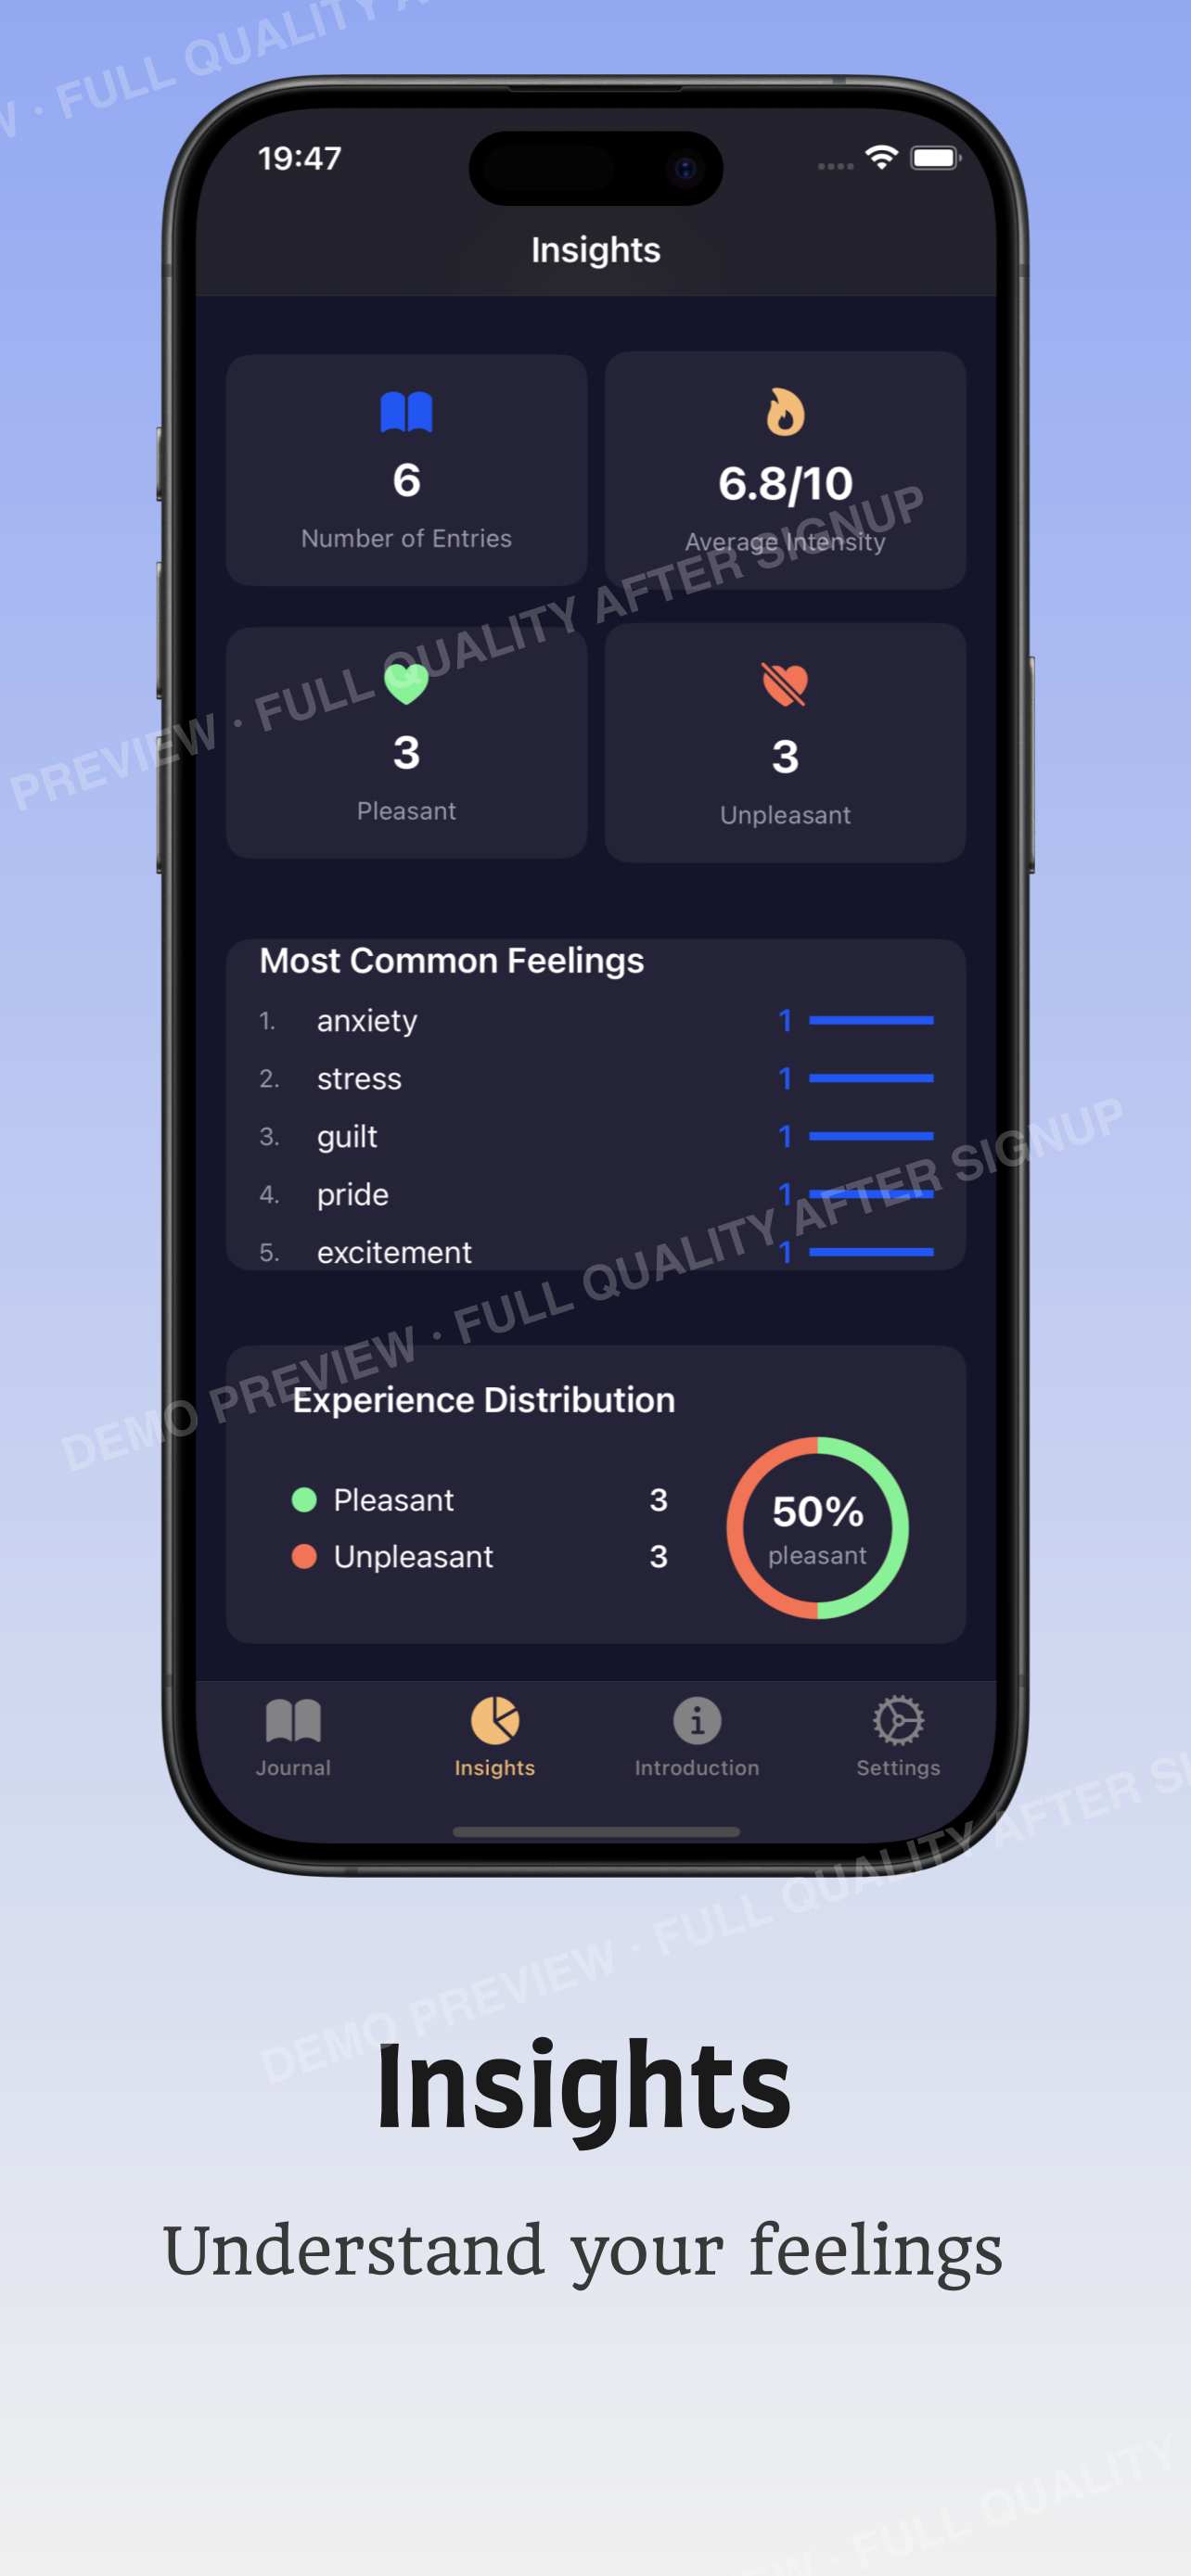 W · FULL QUALITY A
19:47
Insights
6
Number of Entries
6.8/10
Average Intensity
3
Pleasant
3
Unpleasant
PREVIEW · FULL QUALITY AFTER SIGNUP
Most Common Feelings
1. anxiety 1
2. stress 1
3. guilt 1
4. pride 1
5. excitement 1
DEMO PREVIEW · FULL QUALITY AFTER SIGNUP
Experience Distribution
Pleasant 3
Unpleasant 3
50%
pleasant
Journal
Insights
Introduction
Settings
DEMO PREVIEW · FULL QUALITY AFTER SI
Insights
Understand your feelings
EW · FULL QUALITY